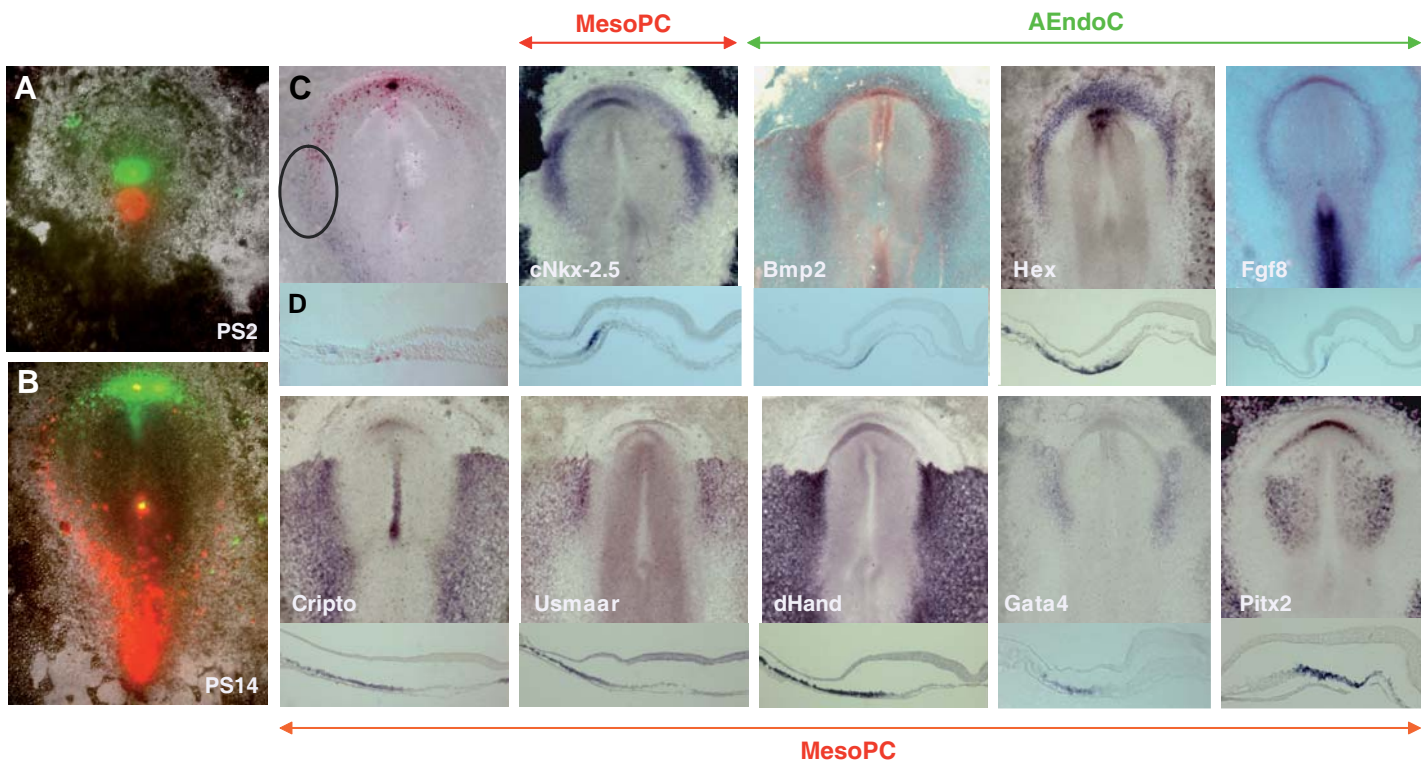 MesoPC
AEndoC
A
PS2
C
cNkx-2.5
Bmp2
Hex
Fgf8
D
B
PS14
Cripto
Usmaar
dHand
Gata4
Pitx2
MesoPC